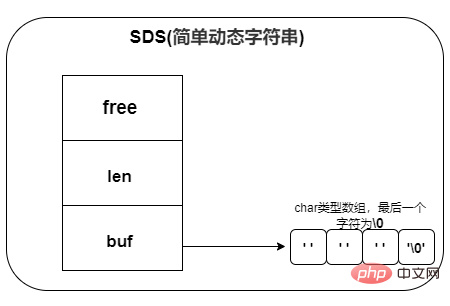 SDS(简单动态字符串)
free
len
buf
char类型数组，最后一个
字符为\0
' ' ' ' ' ' '\0'
php 中文网